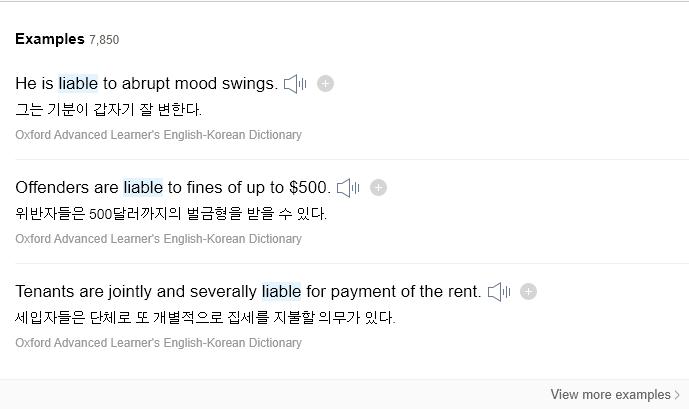 Examples 7,850
He is liable to abrupt mood swings.
그는 기분이 갑자기 잘 변한다.
Oxford Advanced Learner's English-Korean Dictionary
Offenders are liable to fines of up to $500.
위반자들은 500달러까지의 벌금형을 받을 수 있다.
Oxford Advanced Learner's English-Korean Dictionary
Tenants are jointly and severally liable for payment of the rent.
세입자들은 단체로 또 개별적으로 집세를 지불할 의무가 있다.
Oxford Advanced Learner's English-Korean Dictionary
View more examples